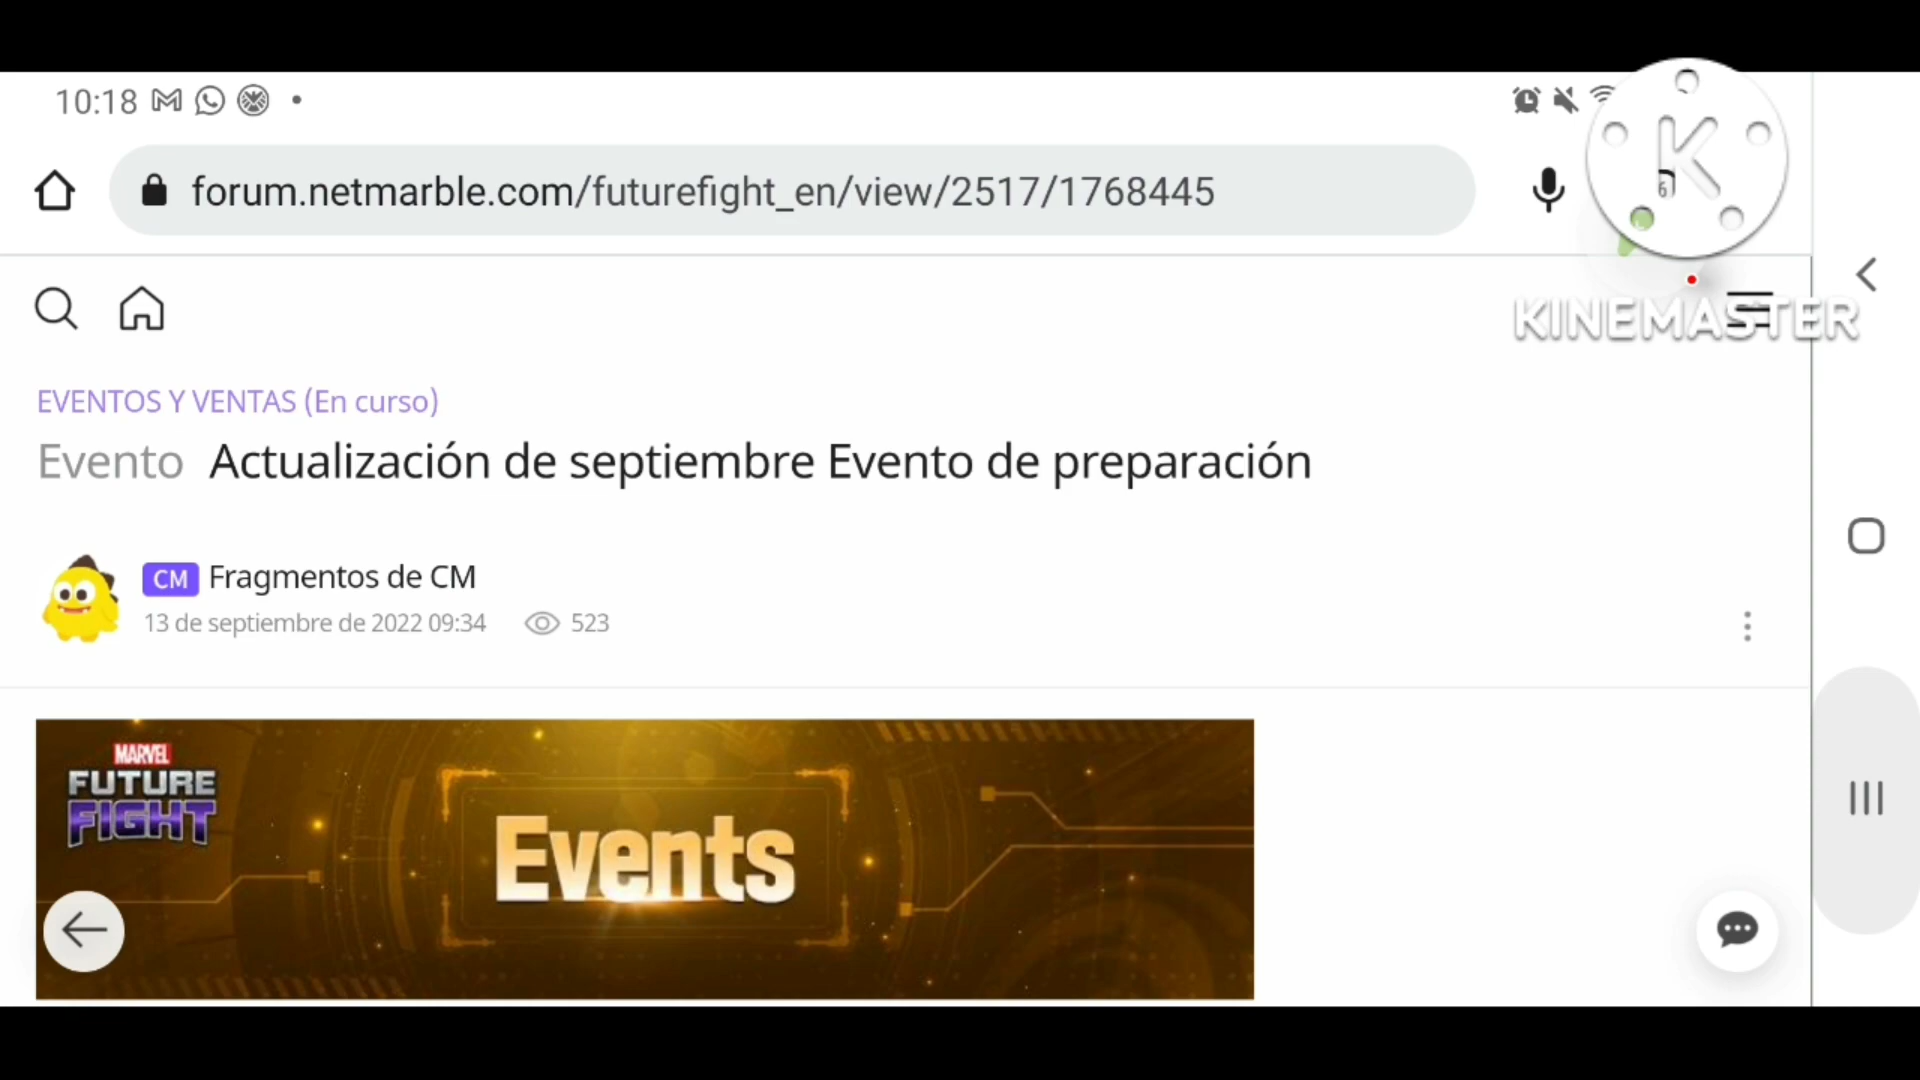 10:18
forum.netmarble.com/futurefight_en/view/2517/1768445
KINEMASTER
EVENTOS Y VENTAS (En curso)
Evento Actualización de septiembre Evento de preparación
CM Fragmentos de CM
13 de septiembre de 2022 09:34 523
MARVEL
FUTURE
FIGHT
Events